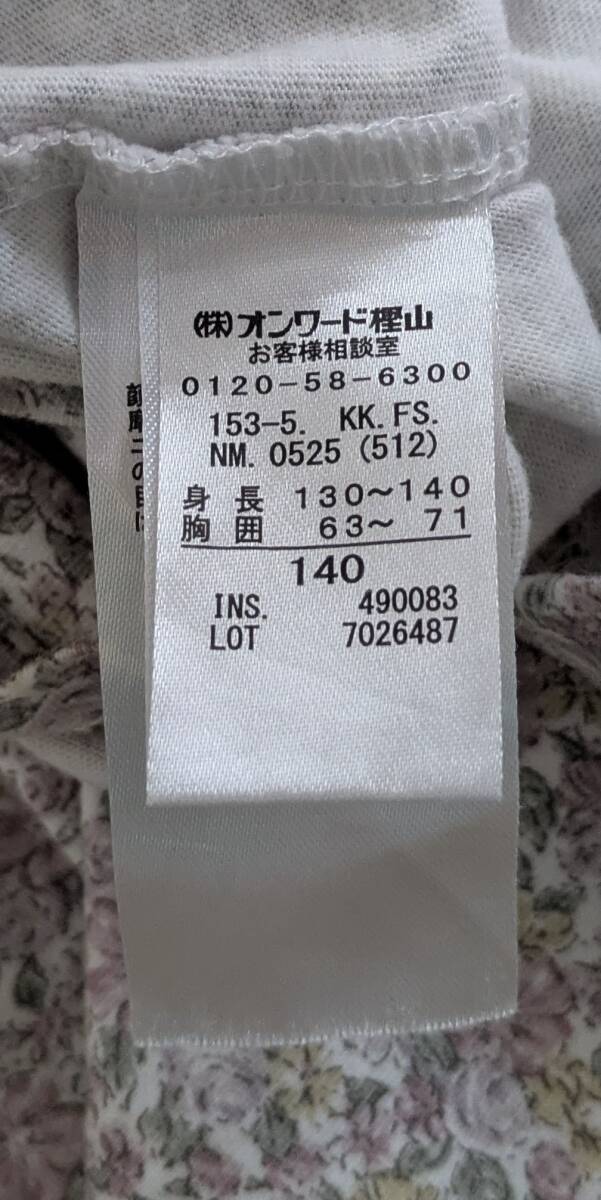 (株)オンワード樫山
お客様相談室
0120-58-6300
153-5. KK.FS.
NM. 0525 (512)
身長 130～140
胸囲 63～ 71
140
INS. 490083
LOT 7026487